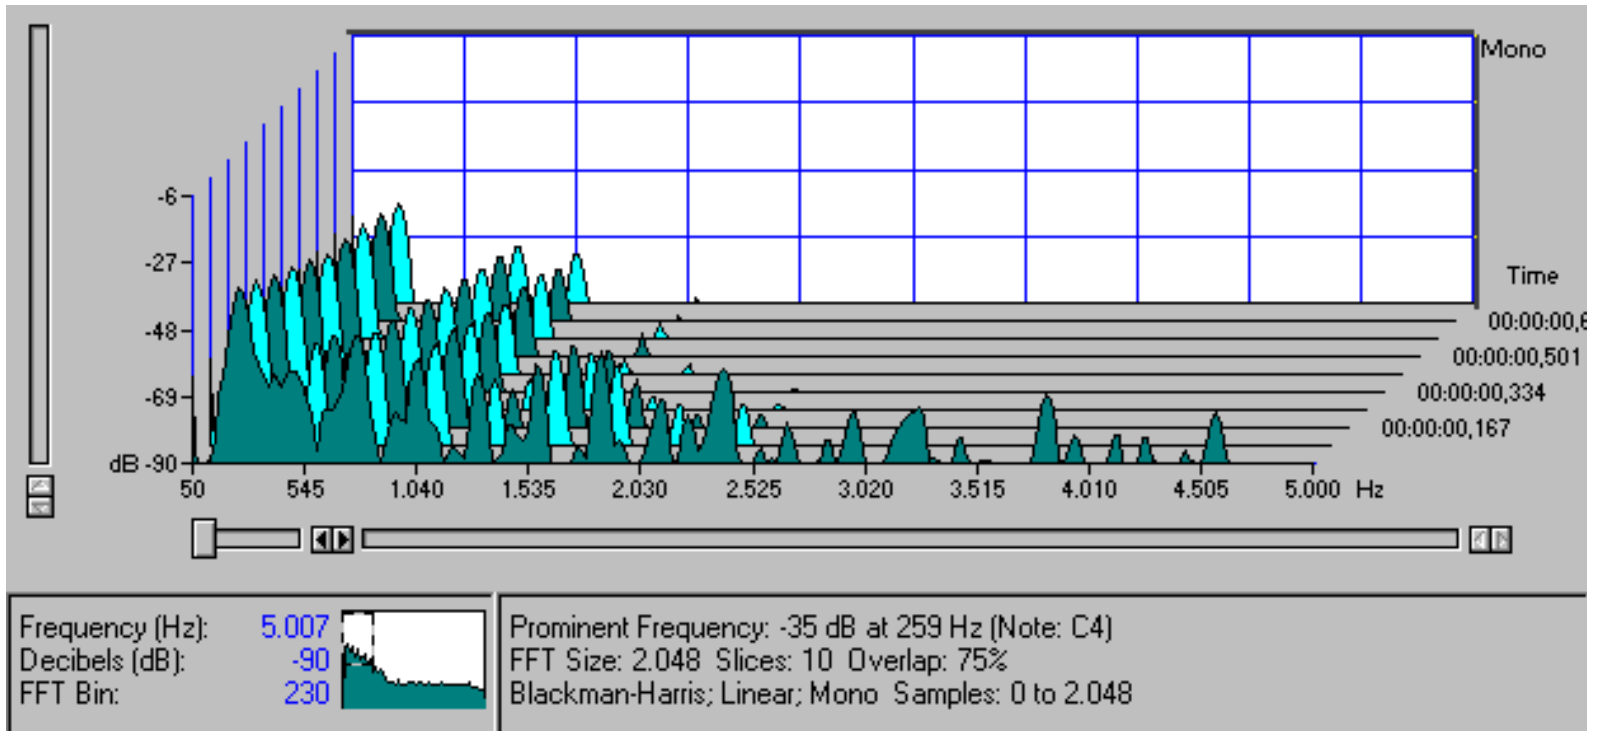 Mono
-6
-27
-48
-69
dB -90
Time
00:00:00,6
00:00:00,501
00:00:00,334
00:00:00,167
50 545 1.040 1.535 2.030 2.525 3.020 3.515 4.010 4.505 5.000 Hz
Frequency (Hz): 5.007
Decibels (dB): -90
FFT Bin: 230
Prominent Frequency: -35 dB at 259 Hz (Note: C4)
FFT Size: 2.048 Slices: 10 Overlap: 75%
Blackman-Harris; Linear; Mono Samples: 0 to 2.048